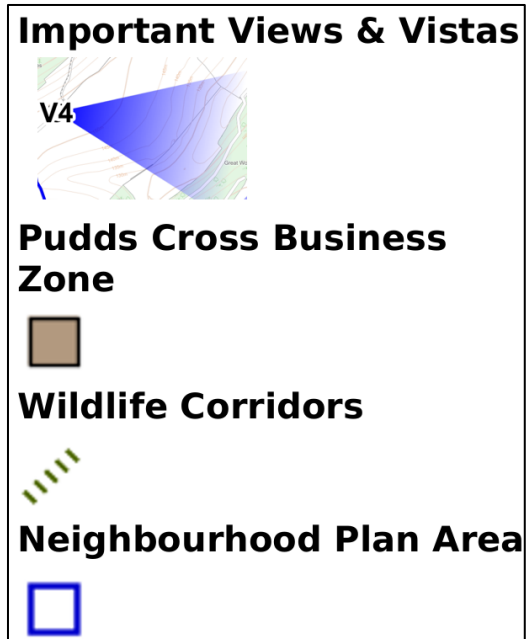 Important Views & Vistas
V4
Pudds Cross Business
Zone
Wildlife Corridors
Neighbourhood Plan Area